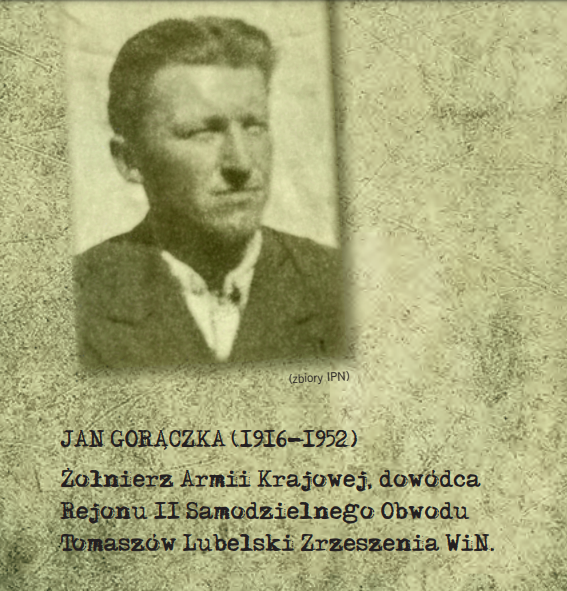 (zbiory IPN)
JAN GORĄCZKA (1916–1952)
Żołnierz Armii Krajowej, dowódca
Rejonu II Samodzielnego Obwodu
Tomaszów Lubelski Zrzeszenia WiN.